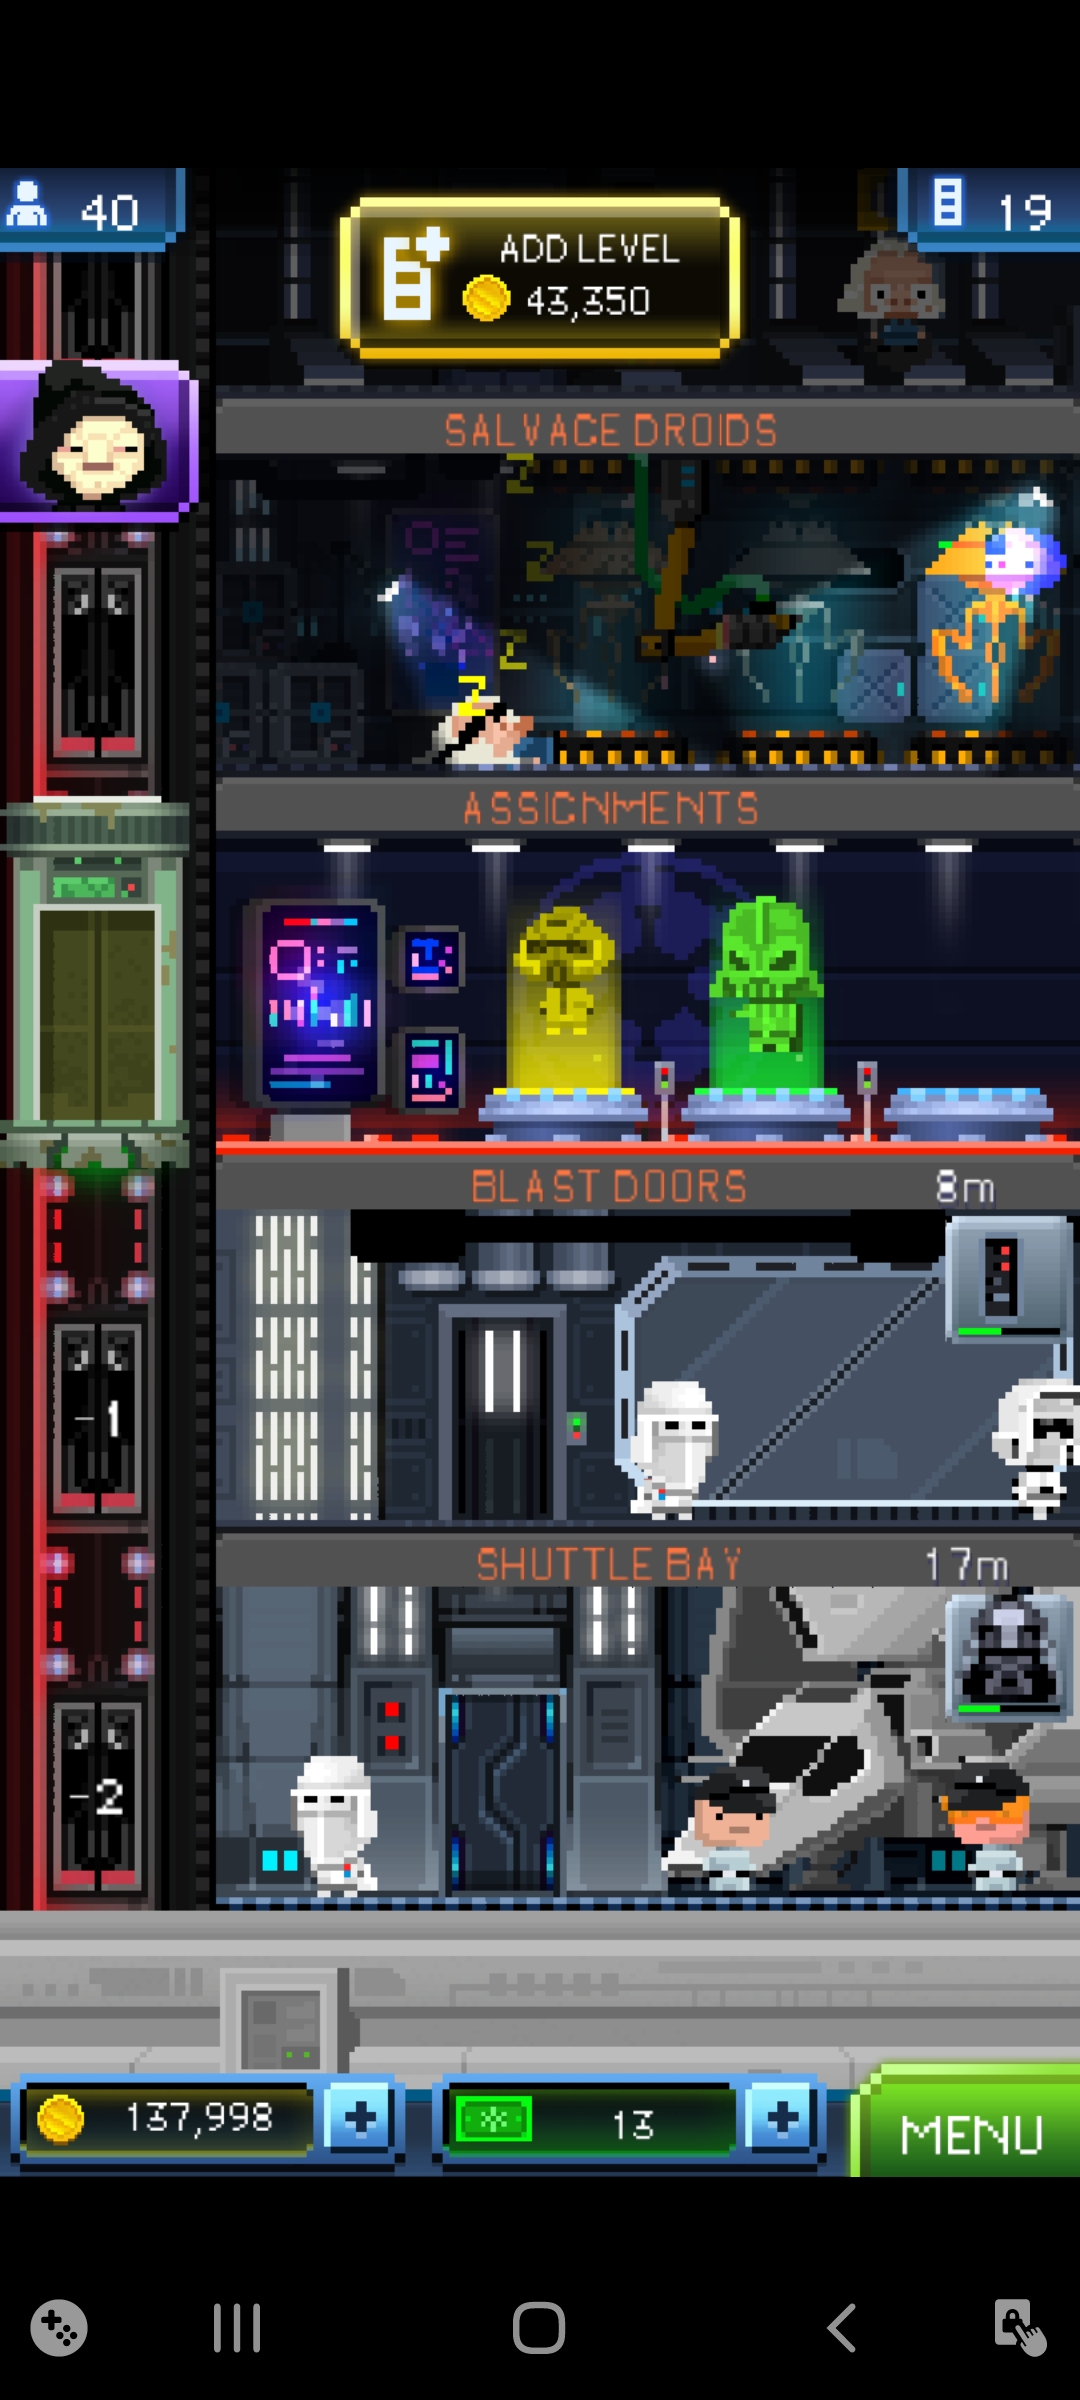 40
ADD LEVEL
43,350
19
SALVAGE DROIDS
Z
Z
Z
Z
ASSIGNMENTS
BLAST DOORS 8m
-1
SHUTTLE BAY 17m
-2
137,998
13
MENU